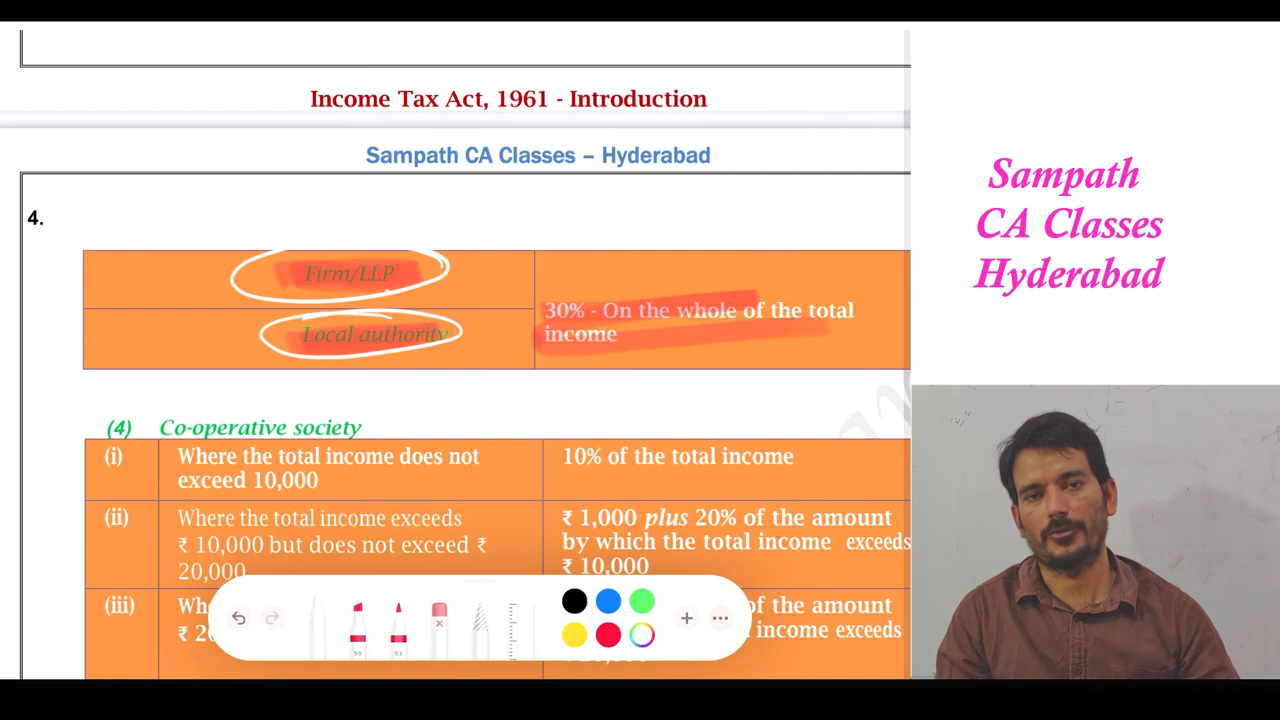 Income Tax Act, 1961 - Introduction
Sampath CA Classes – Hyderabad
4.
Firm/LLP
Local authority
30% - On the whole of the total
income
(4) Co-operative society
(i) Where the total income does not
exceed 10,000
10% of the total income
(ii) Where the total income exceeds
₹ 10,000 but does not exceed ₹
20,000
₹ 1,000 plus 20% of the amount
by which the total income exceeds
₹ 10,000
(iii)
of the amount
income exceeds
Sampath
CA Classes
Hyderabad